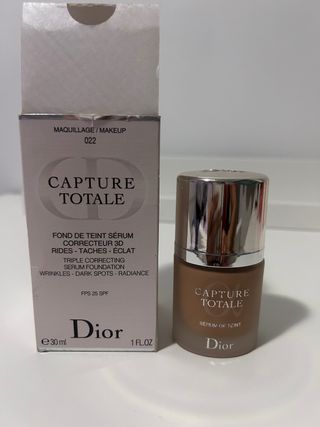 MAQUILLAGE / MAKEUP
022
CAPTURE
TOTALE
FOND DE TEINT SÉRUM
CORRECTEUR 3D
RIDES - TACHES - ÉCLAT
TRIPLE CORRECTING
SERUM FOUNDATION
WRINKLES - DARK SPOTS - RADIANCE
FPS 25 SPF
Dior
℮ 30 ml 1 FL.OZ
CAPTURE
TOTALE
SÉRUM DE TEINT
Dior